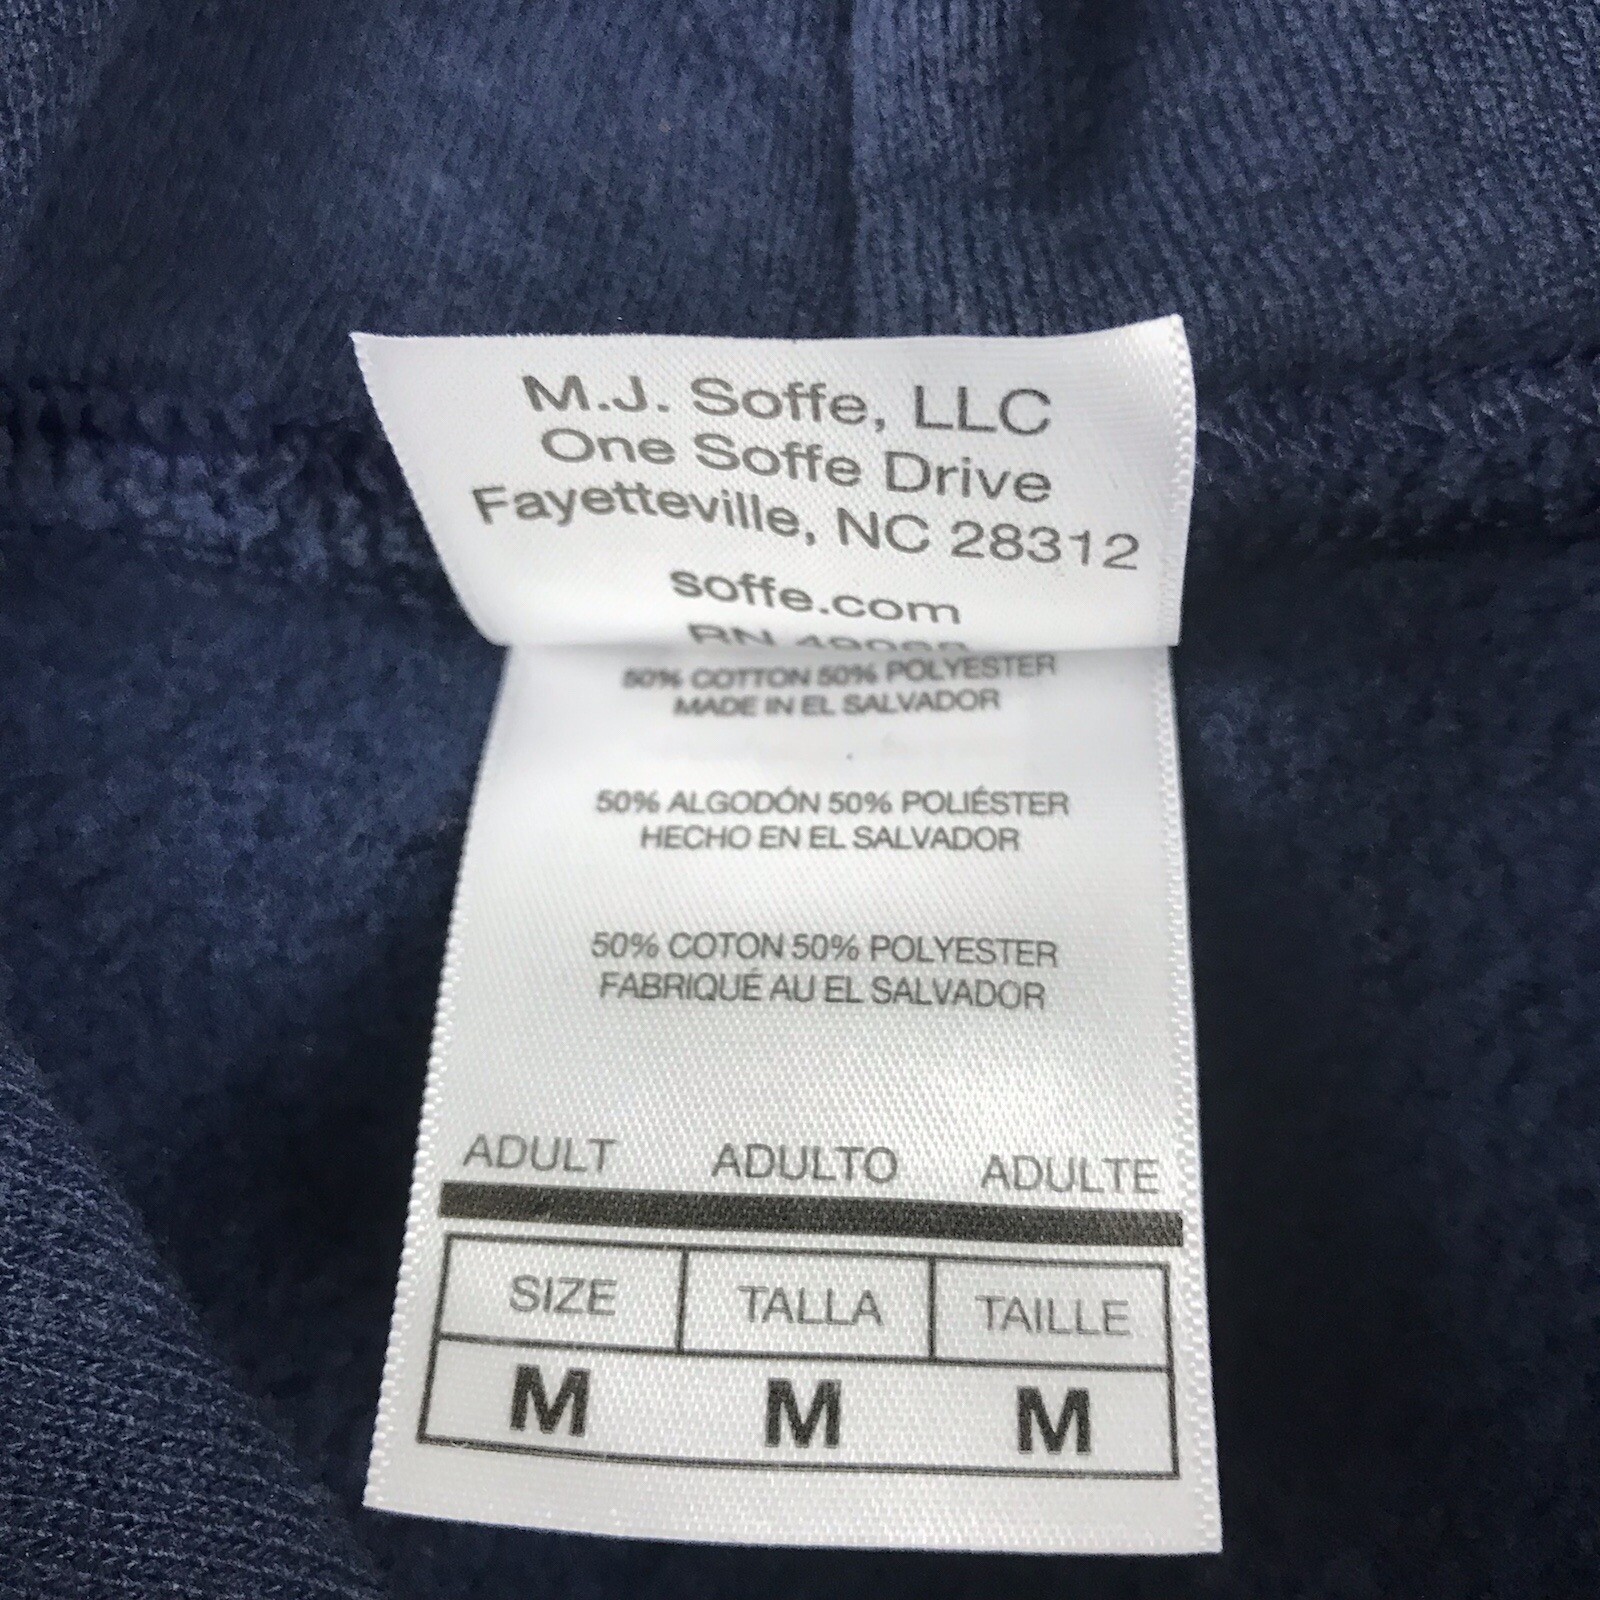 M.J. Soffe, LLC
One Soffe Drive
Fayetteville, NC 28312
soffe.com
RN
50% COTTON 50% POLYESTER
MADE IN EL SALVADOR
50% ALGODÓN 50% POLIÉSTER
HECHO EN EL SALVADOR
50% COTON 50% POLYESTER
FABRIQUÉ AU EL SALVADOR
ADULT ADULTO ADULTE
SIZE TALLA TAILLE
M M M